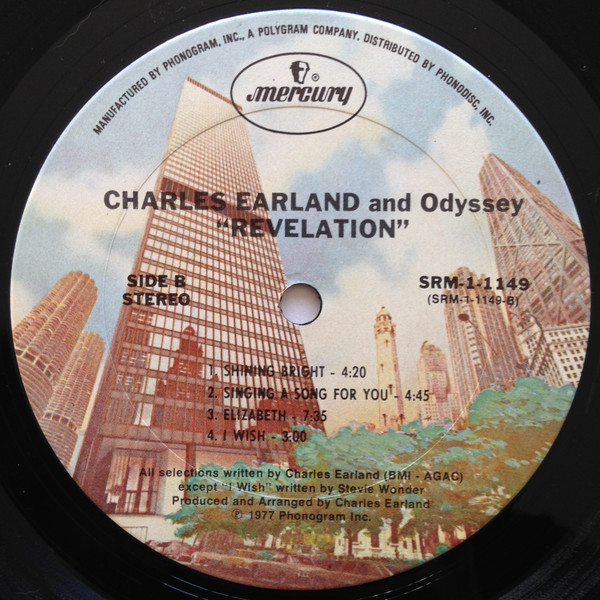 MANUFACTURED BY PHONOGRAM, INC., A POLYGRAM COMPANY. DISTRIBUTED BY PHONODISC, INC.
mercury ®
CHARLES EARLAND and Odyssey
"REVELATION"
SIDE B
STEREO
SRM-1-1149
(SRM-1-1149-B)
1. SHINING BRIGHT - 4:20
2. SINGING A SONG FOR YOU - 4:45
3. ELIZABETH - 7:35
4. I WISH - 3:00
All selections written by Charles Earland (BMI - AGAC)
except "I Wish" written by Stevie Wonder
Produced and Arranged by Charles Earland
℗ 1977 Phonogram Inc.